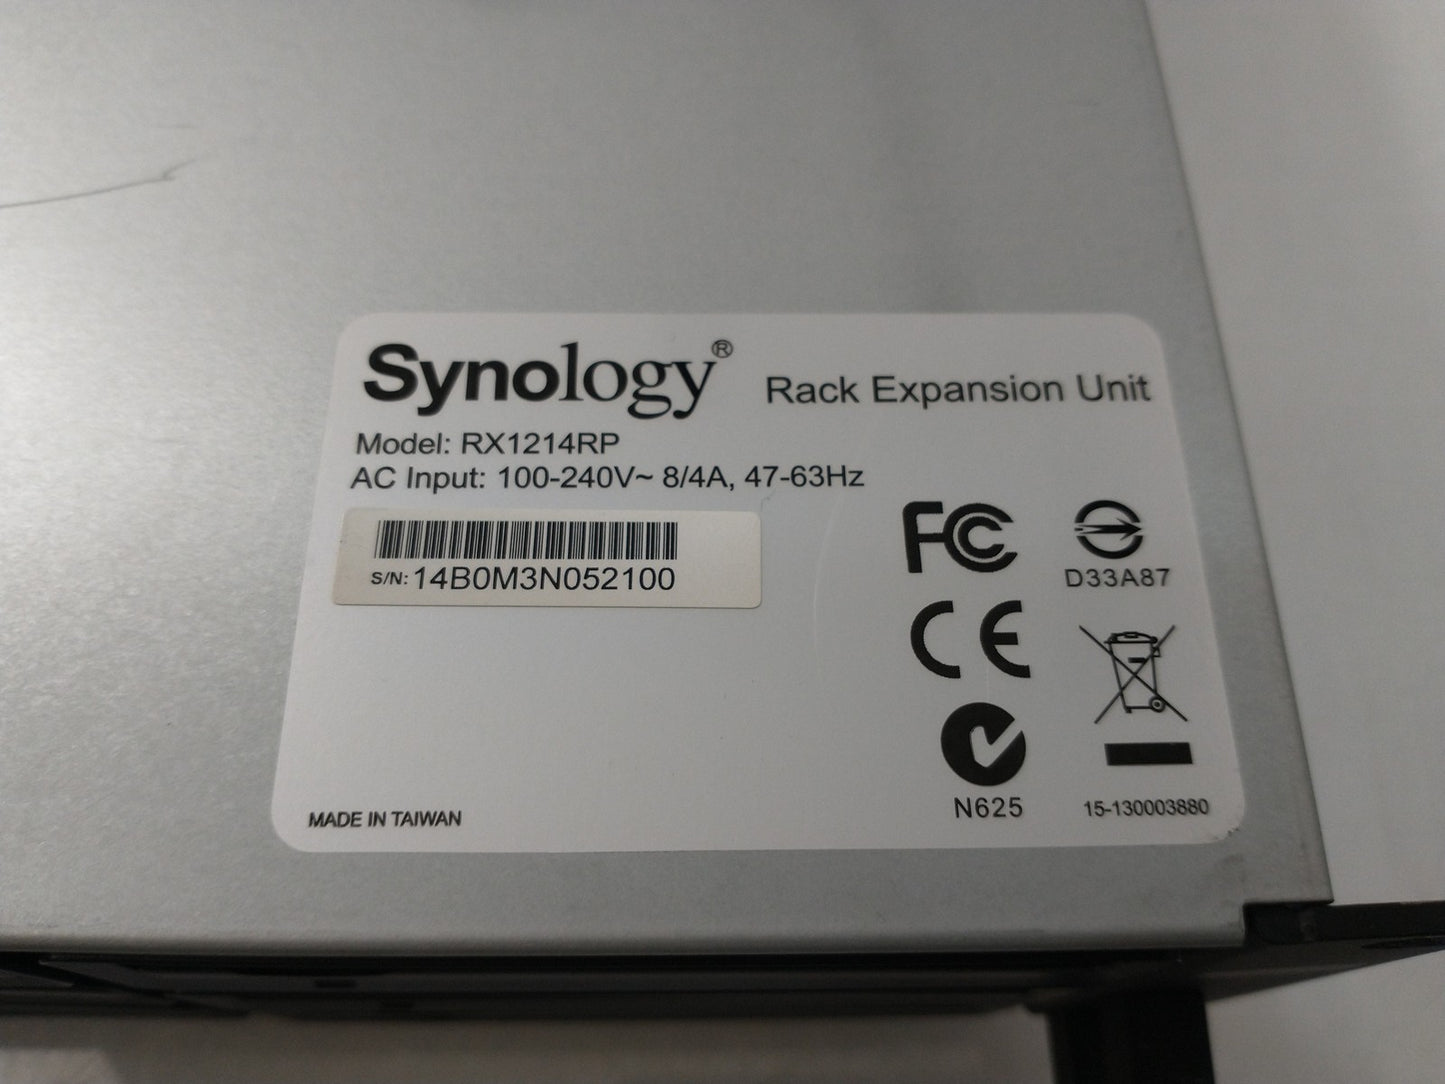 Synology® Rack Expansion Unit
Model: RX1214RP
AC Input: 100-240V~ 8/4A, 47-63Hz
S/N: 14B0M3N052100
FC
D33A87
CE
N625
15-130003880
MADE IN TAIWAN